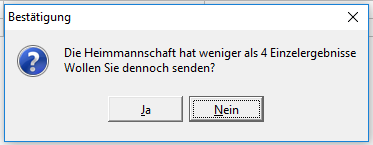 Bestätigung
Die Heimmannschaft hat weniger als 4 Einzelergebnisse
Wollen Sie dennoch senden?
Ja
Nein